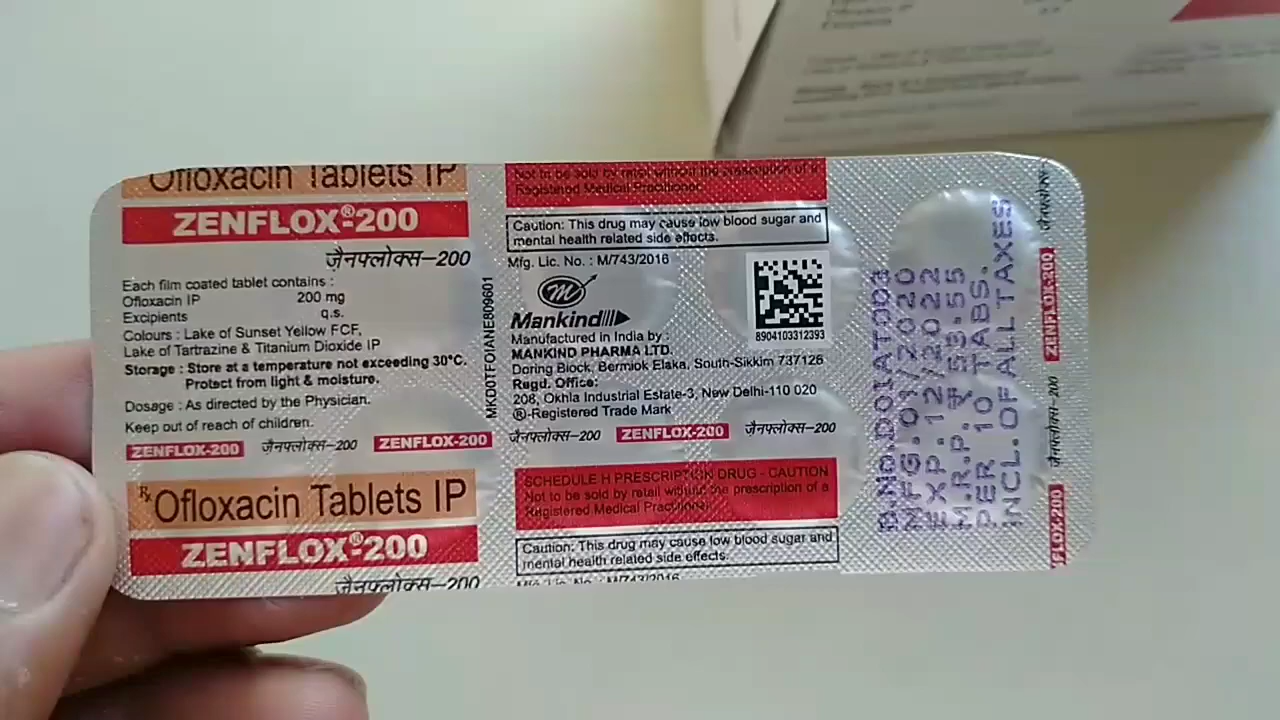 Ofloxacin Tablets IP
ZENFLOX®-200
ज़ैनफ्लोक्स-200
Each film coated tablet contains :
Ofloxacin IP 200 mg
Excipients q.s.
Colours : Lake of Sunset Yellow FCF,
Lake of Tartrazine & Titanium Dioxide IP
Storage : Store at a temperature not exceeding 30°C.
Protect from light & moisture.
Dosage : As directed by the Physician.
Keep out of reach of children.
ZENFLOX-200 ज़ैनफ्लोक्स-200 ZENFLOX-200
℞ Ofloxacin Tablets IP
ZENFLOX®-200
ज़ैनफ्लोक्स-200
MKD0TFOIANE809601
Not to be sold by retail without the prescription of a
Registered Medical Practitioner
Caution: This drug may cause low blood sugar and
mental health related side effects.
Mfg. Lic. No. : M/743/2016
Mankind
8904103312393
Manufactured in India by :
MANKIND PHARMA LTD.
Doring Block, Bermiok Elaka, South-Sikkim 737126
Regd. Office:
208, Okhla Industrial Estate-3, New Delhi-110 020
®-Registered Trade Mark
ज़ैनफ्लोक्स-200 ZENFLOX-200 ज़ैनफ्लोक्स-200
SCHEDULE H PRESCRIPTION DRUG - CAUTION
Not to be sold by retail without the prescription of a
Registered Medical Practitioner
Caution: This drug may cause low blood sugar and
mental health related side effects.
Mfg. Lic. No. : M/743/2016
MFG.01/2020
EXP.12/2022
M.R.P.₹ 53.55
PER 10 TABS.
INCL.OF ALL TAXES
ZENFLOX-200
ज़ैनफ्लोक्स-200
FLOX-200